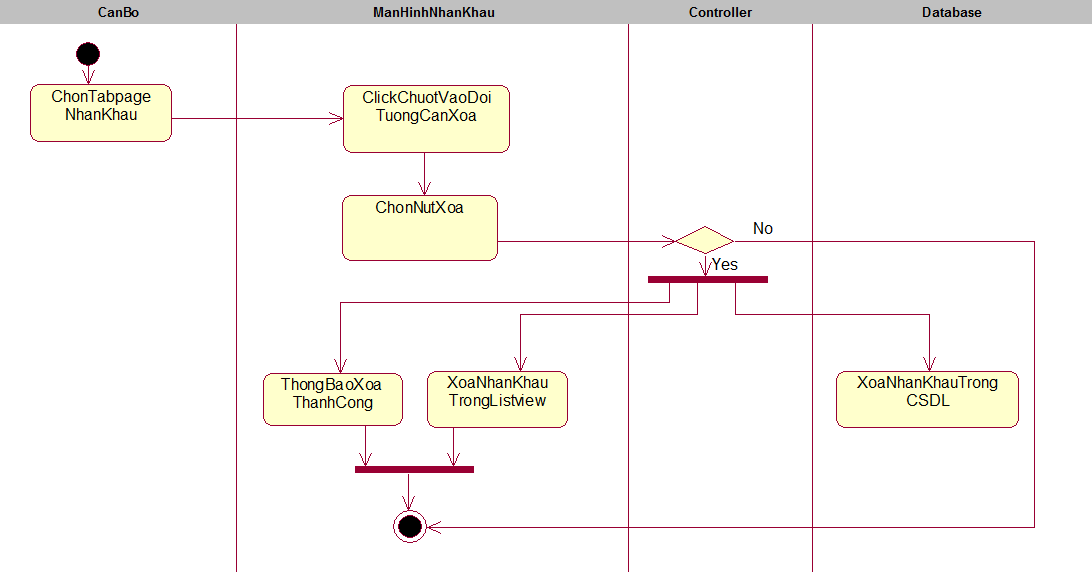 CanBo
ManHinhNhanKhau
Controller
Database
ChonTabpage
NhanKhau
ClickChuotVaoDoi
TuongCanXoa
ChonNutXoa
No
Yes
ThongBaoXoa
ThanhCong
XoaNhanKhau
TrongListview
XoaNhanKhauTrong
CSDL